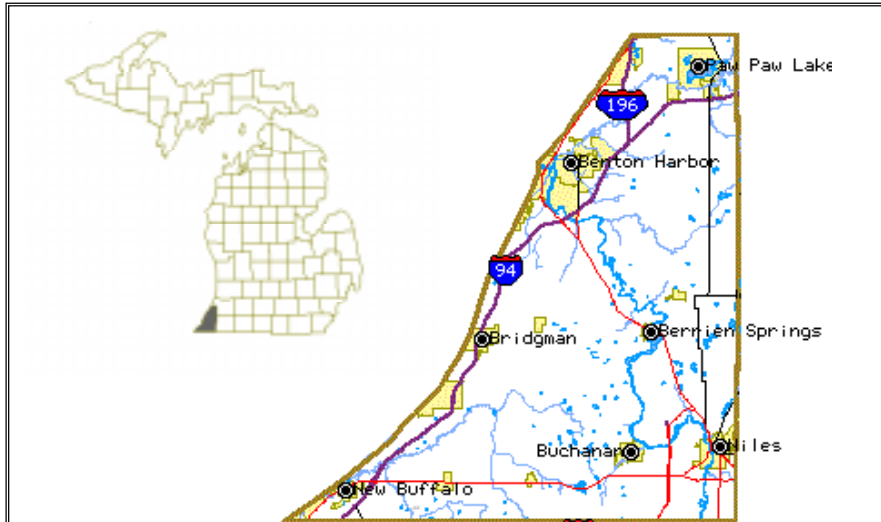 Paw Paw Lake
196
Benton Harbor
94
Bridgman
Berrien Springs
Niles
Buchanan
New Buffalo